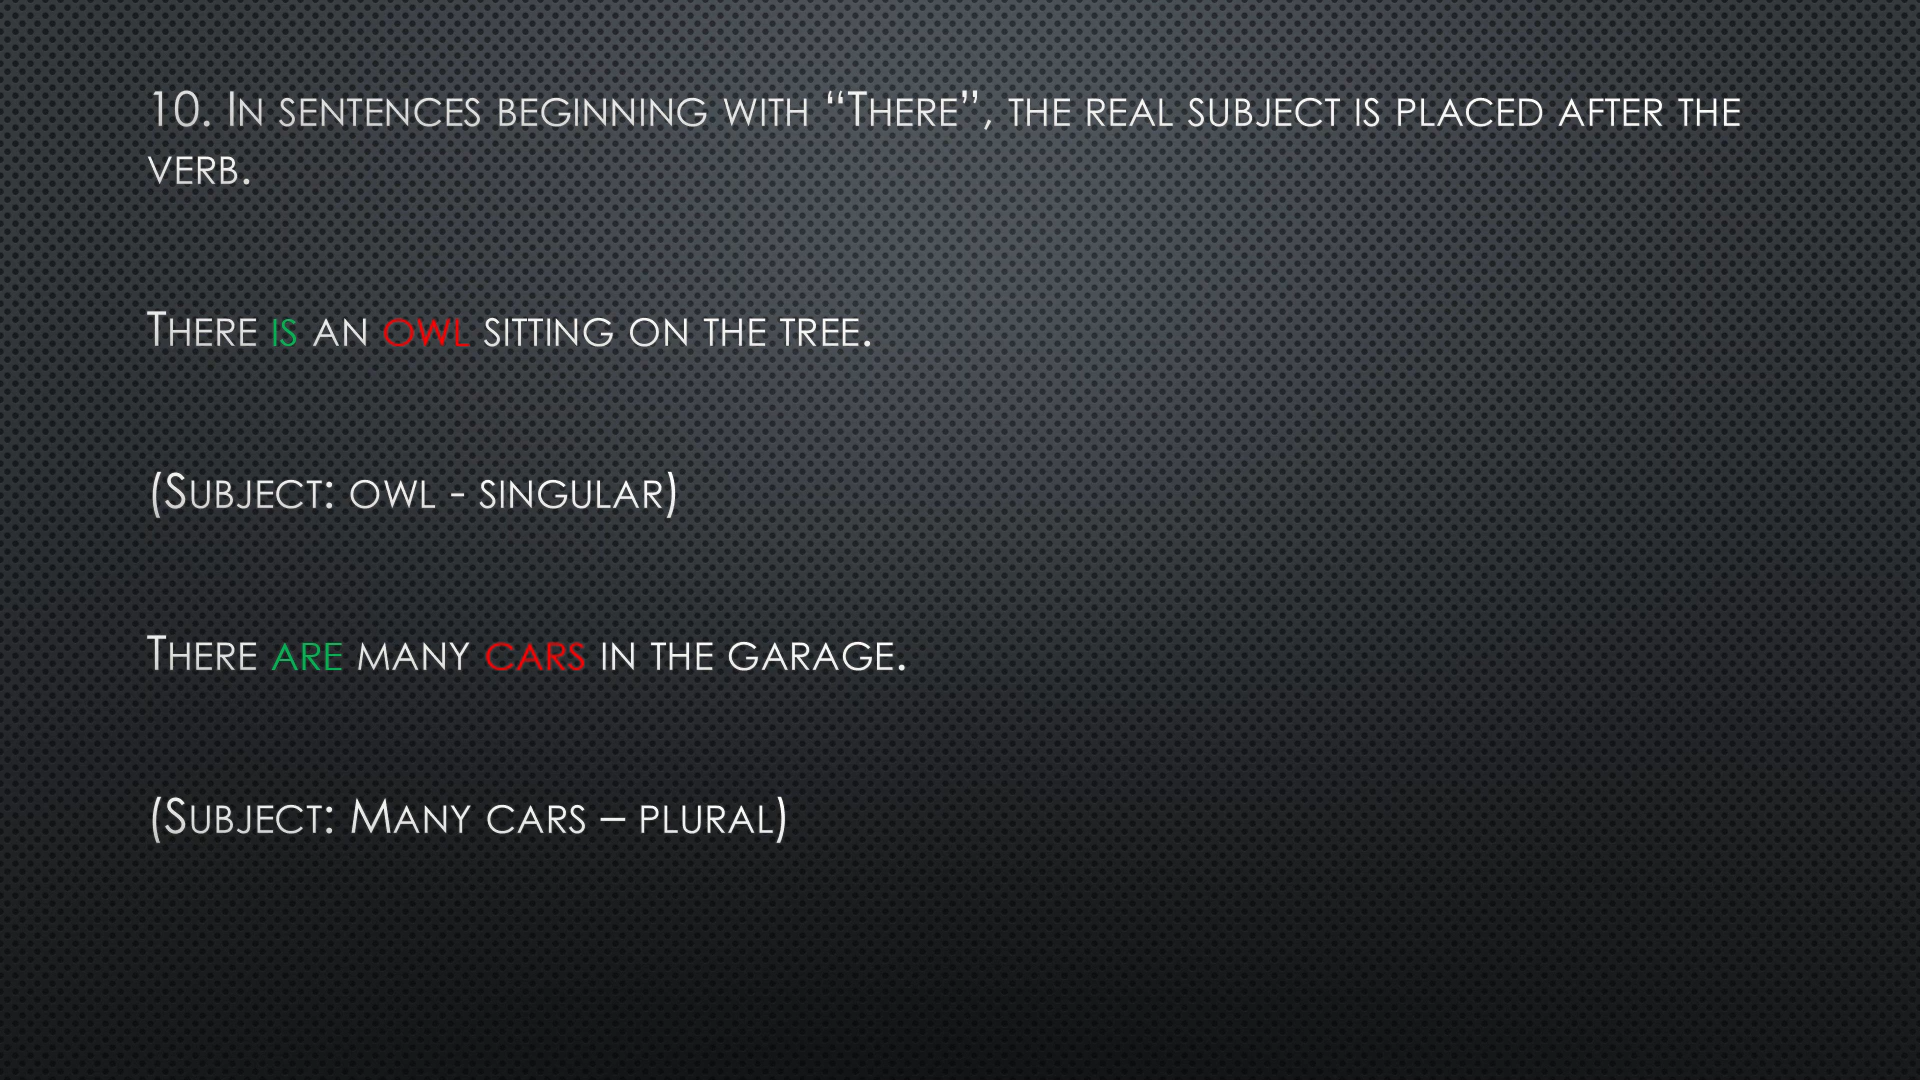 10. In sentences beginning with “There”, the real subject is placed after the
verb.
There is an owl sitting on the tree.
(Subject: owl - singular)
There are many cars in the garage.
(Subject: Many cars – plural)